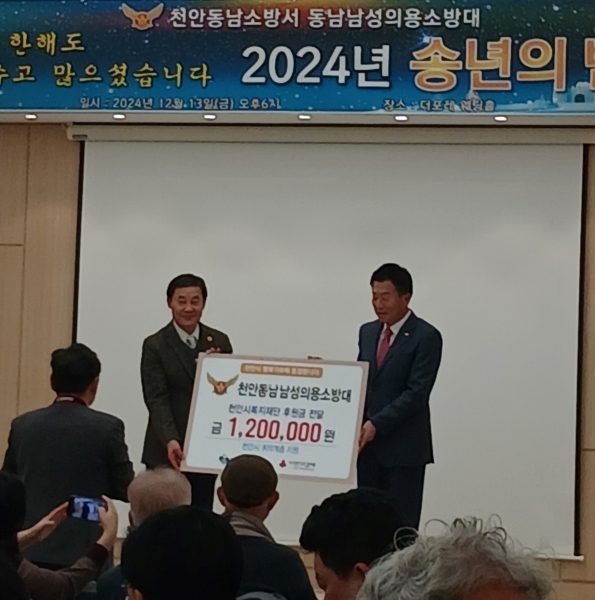 천안동남소방서 동남남성의용소방대
한해도
많으셨습니다
2024년 송년의
일시 : 2024년 12월 13일(금) 오후6시
장소 : 더포레 웨딩홀
천안동남남성의용소방대
천안시복지재단 후원금 전달
금 1,200,000원